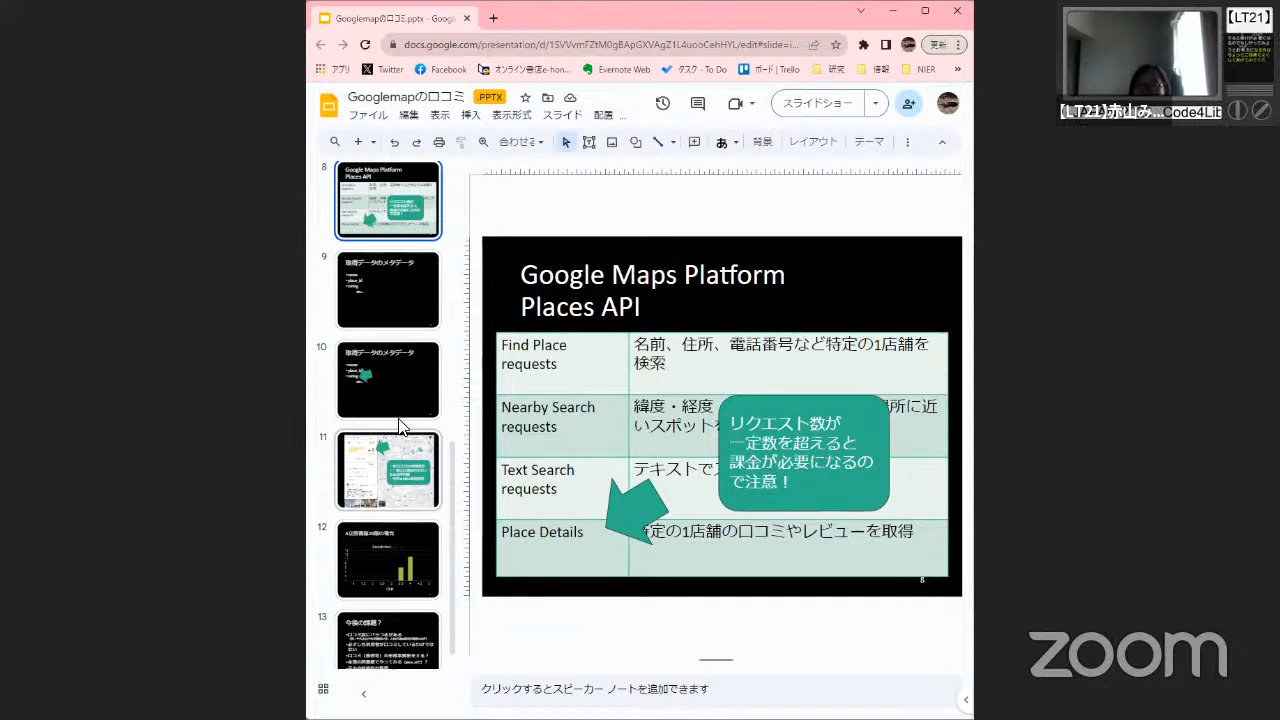 Googlemapの口コミ.pptx - Googl
docs.google.com/presentat
vmFZtM0gBApGXVAgZ1L4uooCehHYL/edit#slide=i...
更新
アプリ
Twitter
Facebook
オンラインチケットcon...
Evernote Web
タスク - To Do
ボード | Trello
情報
NIER
»
Googlemapの口コミ
.PPTX
ファイル 編集 表示 挿入 表示形式 スライド 配置 ...
スライドショー
合わせる
あ
背景
レイアウト
テーマ
8
Google Maps Platform
Places API
9
取得データのメタデータ
10
取得データのメタデータ
11
12
13
今後の課題？
Google Maps Platform
Places API
Find Place
requests
名前、住所、電話番号など特定の1店舗を
検索
Nearby Search
requests
緯度・経度
場所に近
いスポットを
Text Search
requests
テキストで
Place Details
特定の1店舗の口コミやレビューを取得
リクエスト数が
一定数を超えると
課金が必要になるの
で注意！
8
クリックするとスピーカー ノートを追加できます
【LT21】
【LT21】赤山み...
Code4Lib
zoom